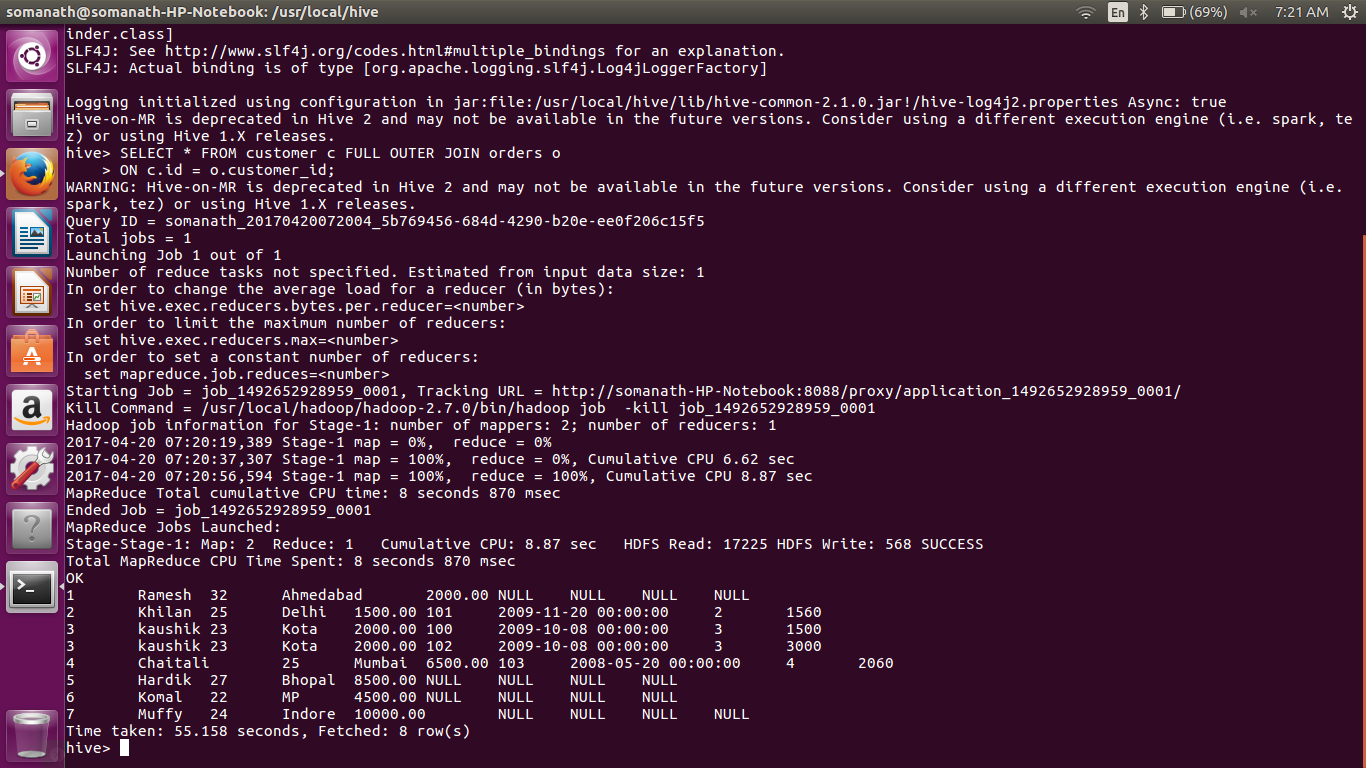 somanath@somanath-HP-Notebook: /usr/local/hive
En
(69%)
7:21 AM
inder.class]
SLF4J: See http://www.slf4j.org/codes.html#multiple_bindings for an explanation.
SLF4J: Actual binding is of type [org.apache.logging.slf4j.Log4jLoggerFactory]
Logging initialized using configuration in jar:file:/usr/local/hive/lib/hive-common-2.1.0.jar!/hive-log4j2.properties Async: true
Hive-on-MR is deprecated in Hive 2 and may not be available in the future versions. Consider using a different execution engine (i.e. spark, te
z) or using Hive 1.X releases.
hive> SELECT * FROM customer c FULL OUTER JOIN orders o
    > ON c.id = o.customer_id;
WARNING: Hive-on-MR is deprecated in Hive 2 and may not be available in the future versions. Consider using a different execution engine (i.e.
spark, tez) or using Hive 1.X releases.
Query ID = somanath_20170420072004_5b769456-684d-4290-b20e-ee0f206c15f5
Total jobs = 1
Launching Job 1 out of 1
Number of reduce tasks not specified. Estimated from input data size: 1
In order to change the average load for a reducer (in bytes):
  set hive.exec.reducers.bytes.per.reducer=<number>
In order to limit the maximum number of reducers:
  set hive.exec.reducers.max=<number>
In order to set a constant number of reducers:
  set mapreduce.job.reduces=<number>
Starting Job = job_1492652928959_0001, Tracking URL = http://somanath-HP-Notebook:8088/proxy/application_1492652928959_0001/
Kill Command = /usr/local/hadoop/hadoop-2.7.0/bin/hadoop job  -kill job_1492652928959_0001
Hadoop job information for Stage-1: number of mappers: 2; number of reducers: 1
2017-04-20 07:20:19,389 Stage-1 map = 0%,  reduce = 0%
2017-04-20 07:20:37,307 Stage-1 map = 100%,  reduce = 0%, Cumulative CPU 6.62 sec
2017-04-20 07:20:56,594 Stage-1 map = 100%,  reduce = 100%, Cumulative CPU 8.87 sec
MapReduce Total cumulative CPU time: 8 seconds 870 msec
Ended Job = job_1492652928959_0001
MapReduce Jobs Launched:
Stage-Stage-1: Map: 2  Reduce: 1   Cumulative CPU: 8.87 sec   HDFS Read: 17225 HDFS Write: 568 SUCCESS
Total MapReduce CPU Time Spent: 8 seconds 870 msec
OK
1	Ramesh	32	Ahmedabad	2000.00	NULL	NULL	NULL	NULL
2	Khilan	25	Delhi	1500.00	101	2009-11-20 00:00:00	2	1560
3	kaushik	23	Kota	2000.00	100	2009-10-08 00:00:00	3	1500
3	kaushik	23	Kota	2000.00	102	2009-10-08 00:00:00	3	3000
4	Chaitali	25	Mumbai	6500.00	103	2008-05-20 00:00:00	4	2060
5	Hardik	27	Bhopal	8500.00	NULL	NULL	NULL	NULL
6	Komal	22	MP	4500.00	NULL	NULL	NULL	NULL
7	Muffy	24	Indore	10000.00	NULL	NULL	NULL	NULL
Time taken: 55.158 seconds, Fetched: 8 row(s)
hive>